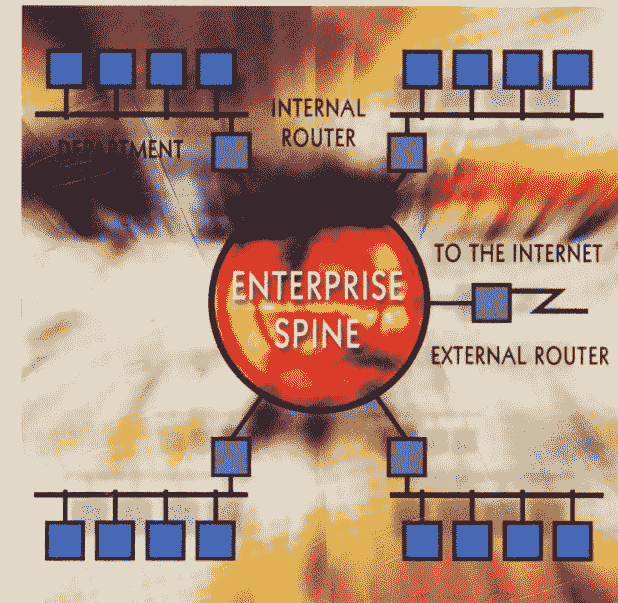 INTERNAL
ROUTER
DEPARTMENT
TO THE INTERNET
ENTERPRISE
SPINE
EXTERNAL ROUTER